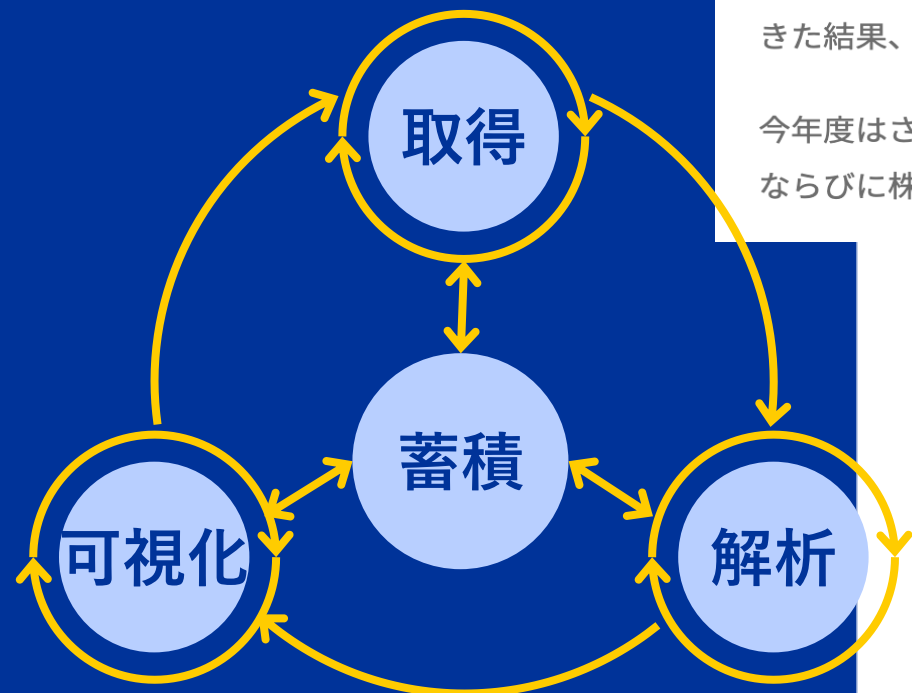 きた結果、
今年度はさ
ならびに株
取得
蓄積
可視化
解析